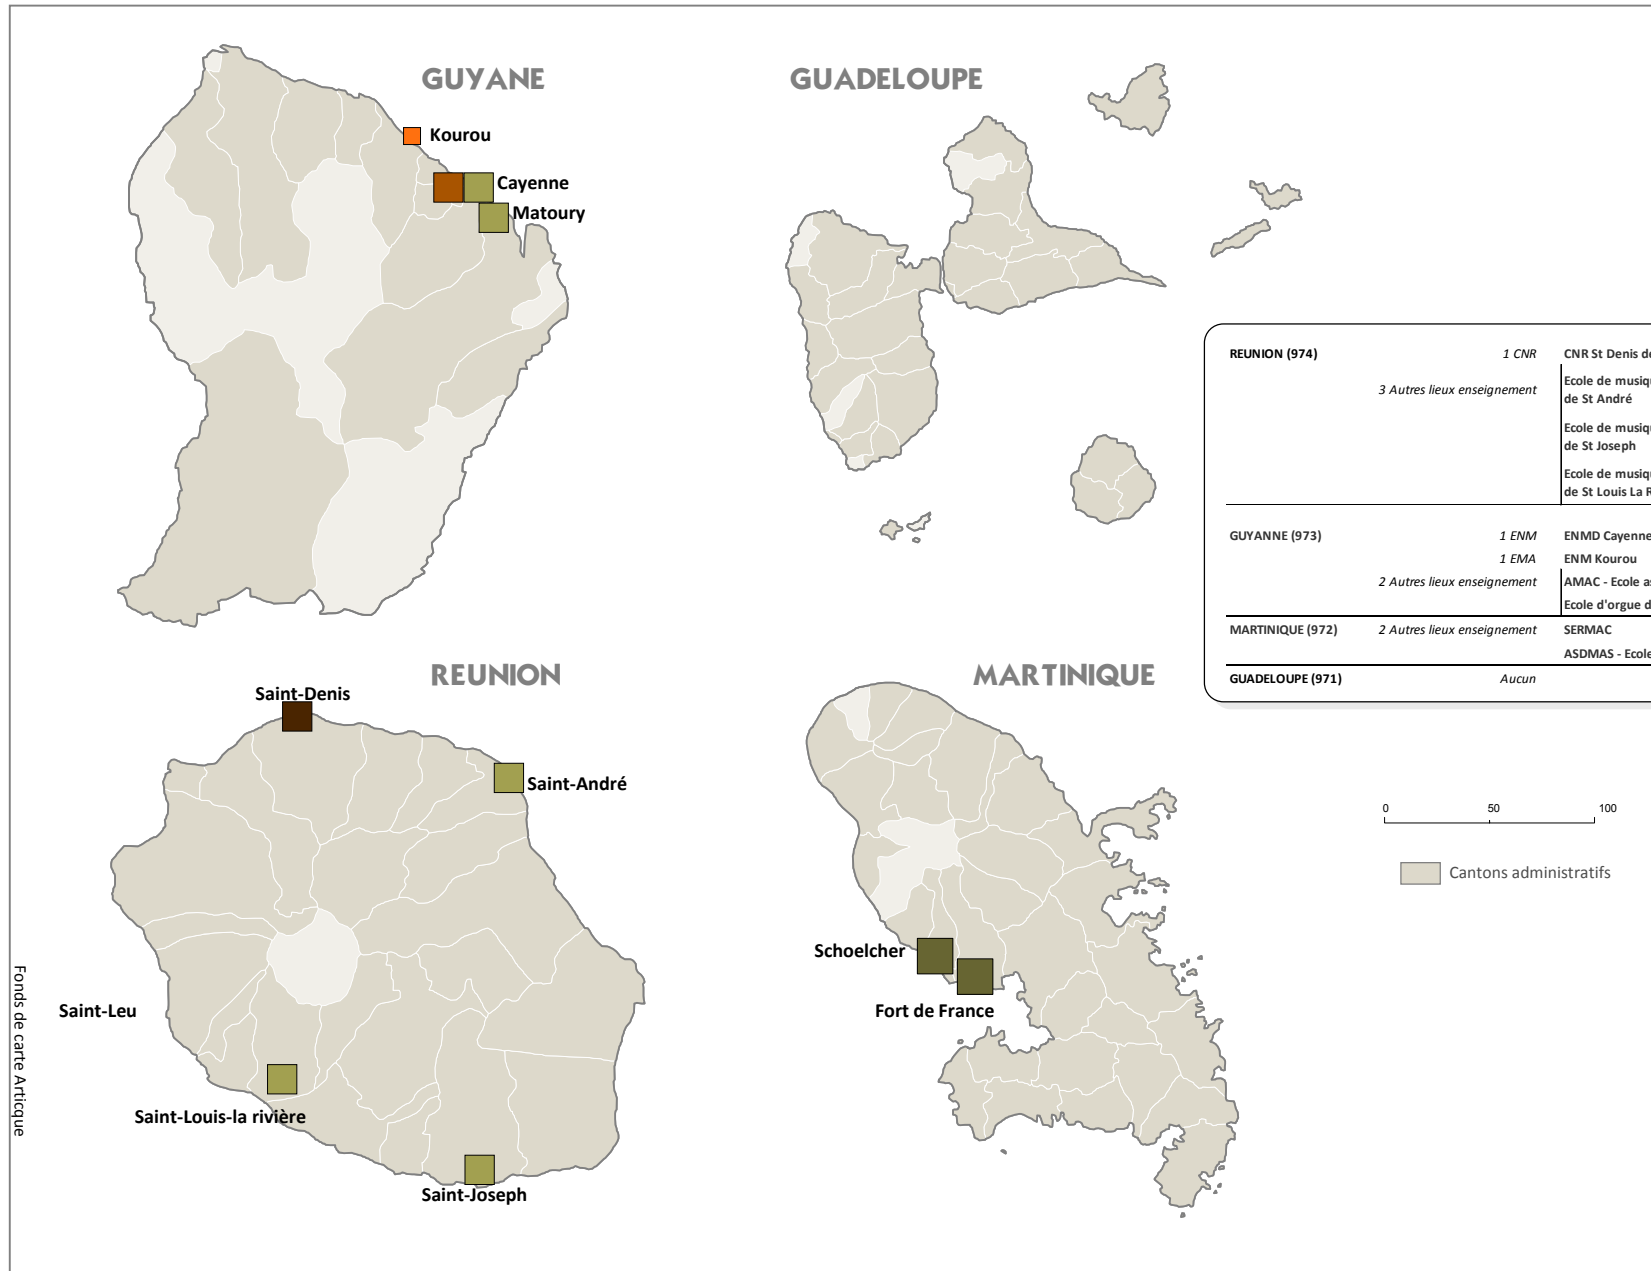 GUYANE
GUADELOUPE
Kourou
Cayenne
Matoury
REUNION (974) 1 CNR CNR St Denis de
3 Autres lieux enseignement Ecole de musiqu
de St André
Ecole de musiqu
de St Joseph
Ecole de musiqu
de St Louis La R
GUYANNE (973) 1 ENM ENMD Cayenne
1 EMA ENM Kourou
2 Autres lieux enseignement AMAC - Ecole as
Ecole d'orgue d
MARTINIQUE (972) 2 Autres lieux enseignement SERMAC
ASDMAS - Ecole
GUADELOUPE (971) Aucun
REUNION
MARTINIQUE
Saint-Denis
Saint-André
0 50 100
Cantons administratifs
Schoelcher
Fort de France
Saint-Leu
Saint-Louis-la rivière
Saint-Joseph
Fonds de carte Articque